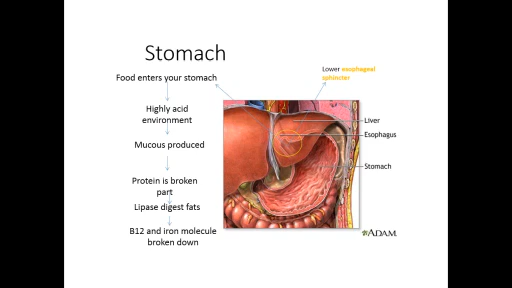 Stomach
Food enters your stomach
Highly acid
environment
Mucous produced
Protein is broken
part
Lipase digest fats
B12 and iron molecule
broken down
Lower esophageel
sphincter
Liver
Esophagus
Stomach
ADAM.